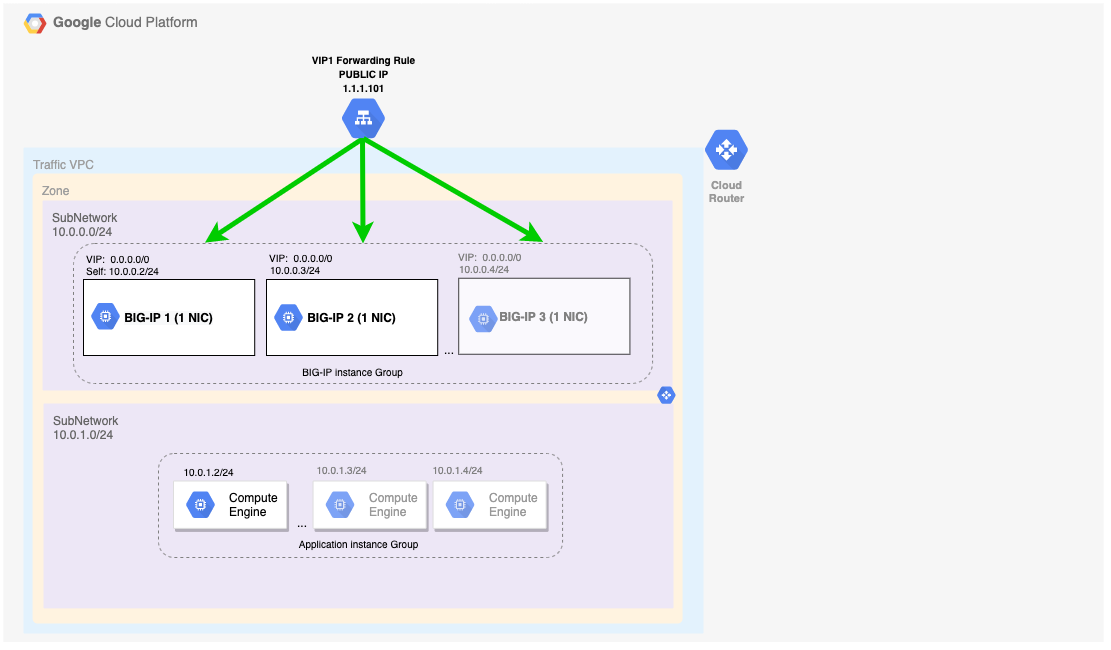 Google Cloud Platform
VIP1 Forwarding Rule
PUBLIC IP
1.1.1.101
Cloud
Router
Traffic VPC
Zone
SubNetwork
10.0.0.0/24
VIP:  0.0.0.0/0
Self: 10.0.0.2/24
BIG-IP 1 (1 NIC)
VIP:  0.0.0.0/0
10.0.0.3/24
BIG-IP 2 (1 NIC)
...
VIP:  0.0.0.0/0
10.0.0.4/24
BIG-IP 3 (1 NIC)
BIG-IP instance Group
SubNetwork
10.0.1.0/24
10.0.1.2/24
Compute
Engine
...
10.0.1.3/24
Compute
Engine
10.0.1.4/24
Compute
Engine
Application instance Group